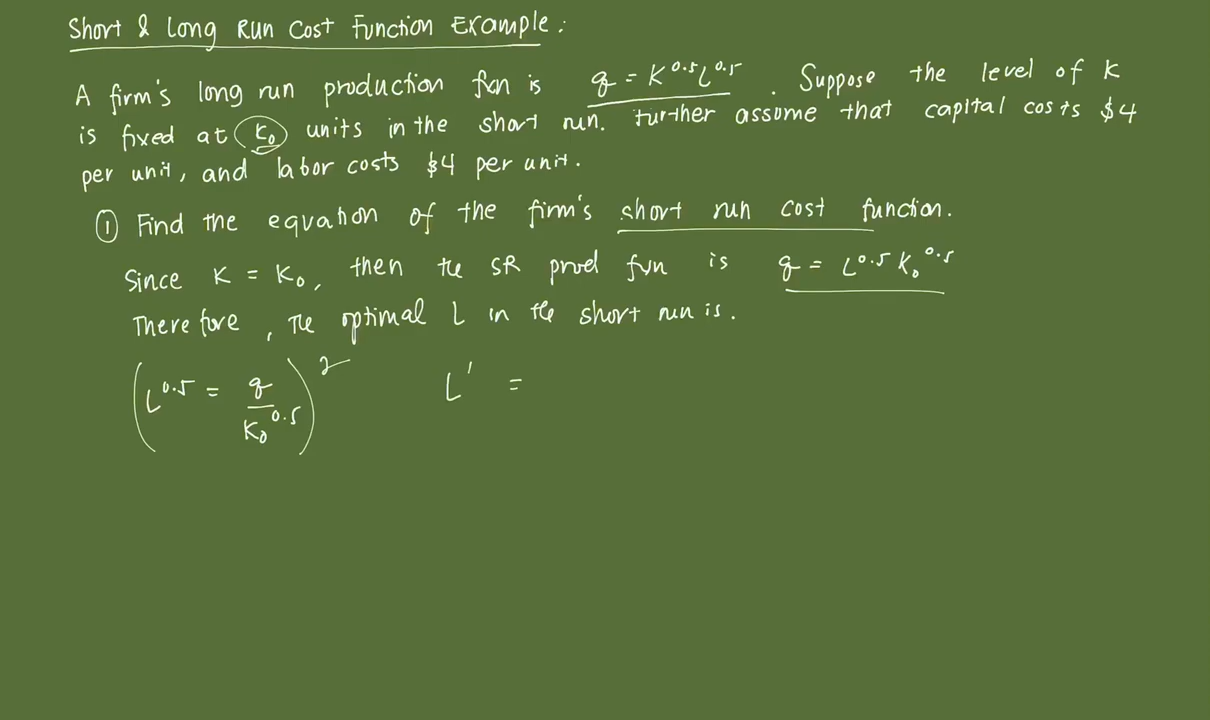 Short & Long Run Cost Function Example:
A firm's long run production fxn is q = K^0.5 L^0.5. Suppose the level of K
is fixed at K₀ units in the short run. Further assume that capital costs $4
per unit, and labor costs $4 per unit.
① Find the equation of the firm's short run cost function.
Since K = K₀, then the SR prod fxn is q = L^0.5 K₀^0.5
Therefore, the optimal L in the short run is.
(L^0.5 = q / K₀^0.5)^2 L^1 =